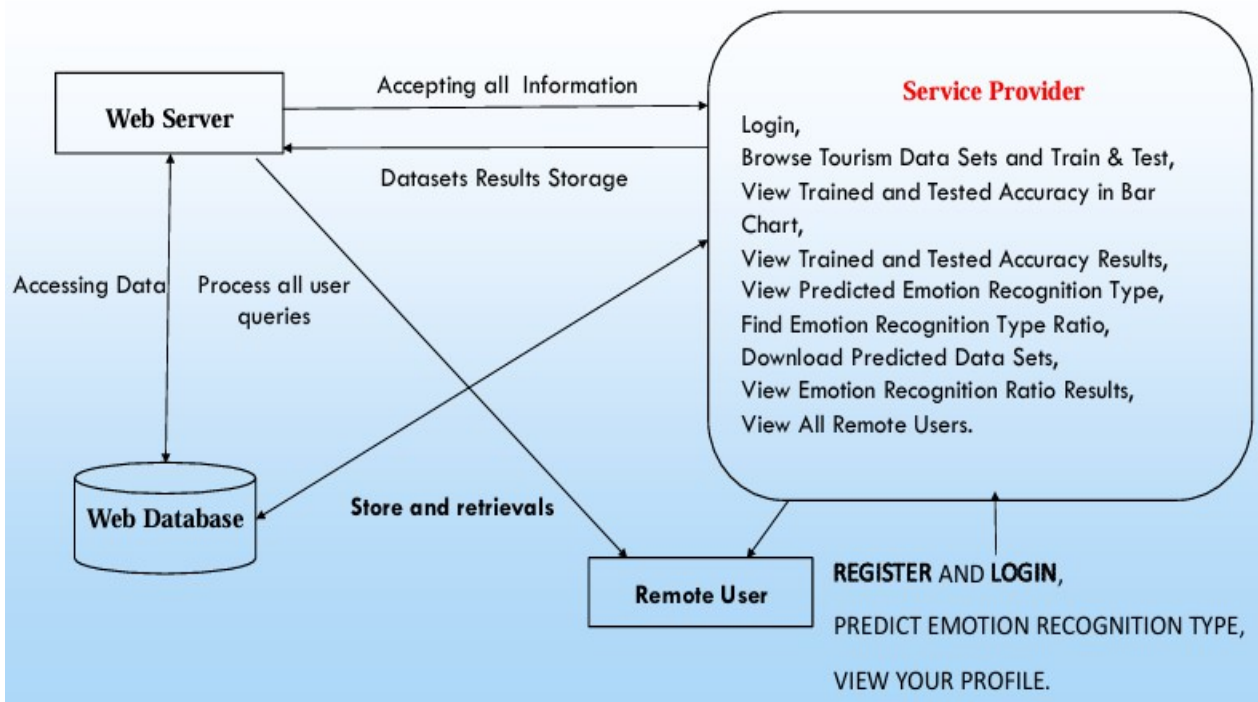 Accepting all Information
Service Provider
Web Server
Login,
Browse Tourism Data Sets and Train & Test,
Datasets Results Storage
View Trained and Tested Accuracy in Bar
Chart,
View Trained and Tested Accuracy Results,
Accessing Data
Process all user
queries
View Predicted Emotion Recognition Type,
Find Emotion Recognition Type Ratio,
Download Predicted Data Sets,
View Emotion Recognition Ratio Results,
View All Remote Users.
Web Database
Store and retrievals
Remote User
REGISTER AND LOGIN,
PREDICT EMOTION RECOGNITION TYPE,
VIEW YOUR PROFILE.